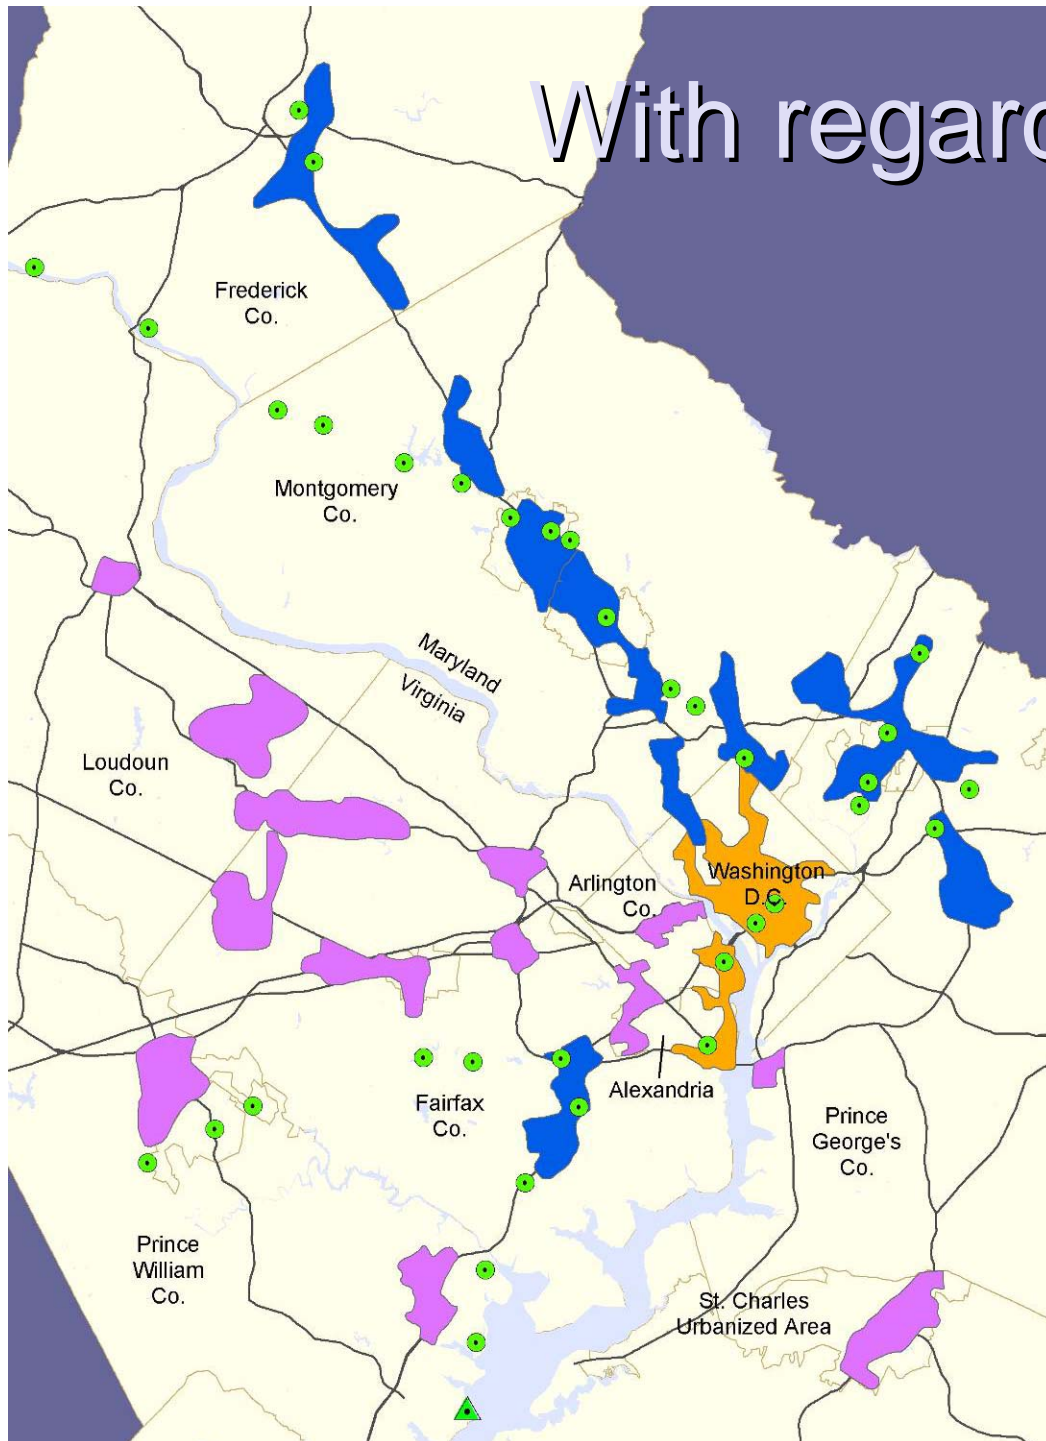 With regard
Frederick
Co.
Montgomery
Co.
Maryland
Virginia
Loudoun
Co.
Arlington
Co.
Washington
D.C.
Alexandria
Fairfax
Co.
Prince
George's
Co.
Prince
William
Co.
St. Charles
Urbanized Area